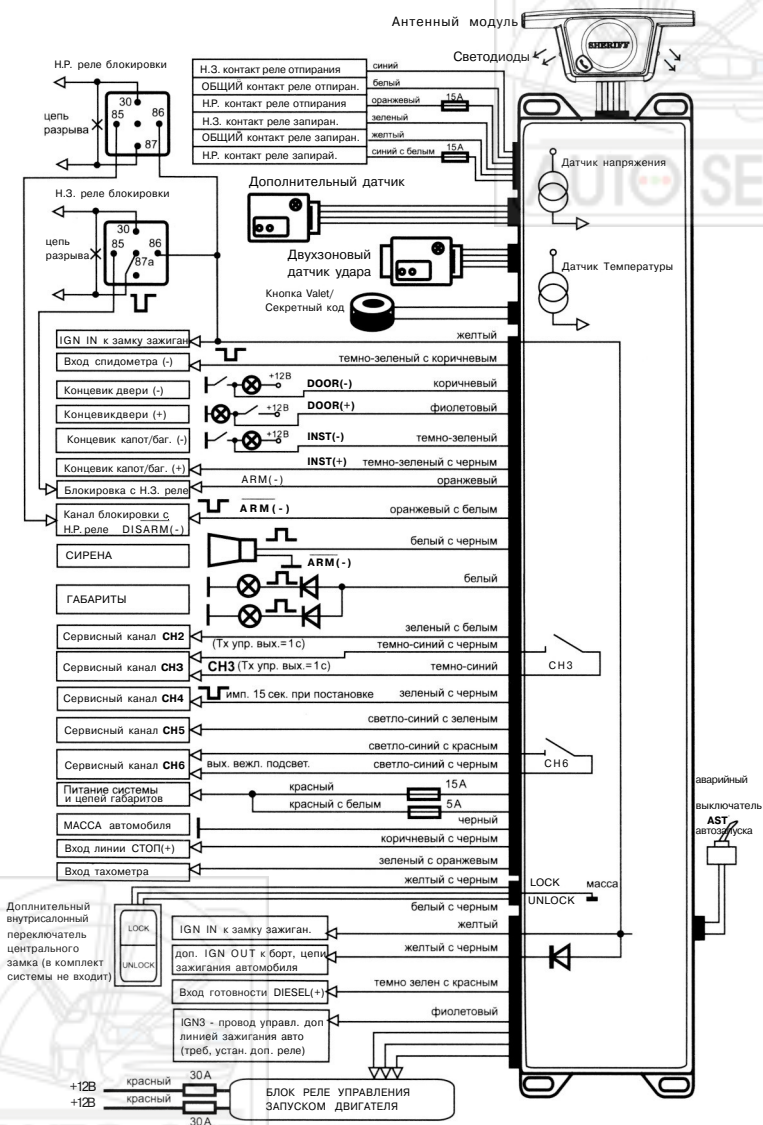 Антенный модуль
SHERIFF
Светодиоды
Н.Р. реле блокировки
30
85
86
87
цепь
разрыва
Н.З. контакт реле отпирания
синий
ОБЩИЙ контакт реле отпиран.
белый
Н.Р. контакт реле отпирания
оранжевый
15А
Н.З. контакт реле запиран.
зеленый
ОБЩИЙ контакт реле запиран.
желтый
Н.Р. контакт реле запирай.
синий с белым
15А
Датчик напряжения
AUTO SE
Н.З. реле блокировки
30
85
86
87а
цепь
разрыва
Дополнительный датчик
Двухзоновый
датчик удара
Датчик Температуры
Кнопка Valet/
Секретный код
IGN IN к замку зажиган
желтый
Вход спидометра (-)
темно-зеленый с коричневым
Концевик двери (-)
+12В
DOOR(-)
коричневый
Концевикдвери (+)
DOOR(+)
фиолетовый
Концевик капот/баг. (-)
+12В
INST(-)
темно-зеленый
Концевик капот/баг. (+)
INST(+)
темно-зеленый с черным
Блокировка с Н.З. реле
ARM(-)
оранжевый
Канал блокировки с
Н.Р. реле DISARM(-)
ARM(-)
оранжевый с белым
СИРЕНА
белый с черным
ARM(-)
ГАБАРИТЫ
белый
Сервисный канал CH2
зеленый с белым
(Тх упр. вых.=1с)
темно-синий с черным
Сервисный канал CH3
CH3 (Тх упр. вых.=1с)
темно-синий
CH3
Сервисный канал CH4
имп. 15 сек. при постановке
зеленый с черным
Сервисный канал CH5
светло-синий с зеленым
светло-синий с красным
Сервисный канал CH6
вых. вежл. подсвет.
светло-синий с черным
CH6
Питание системы
и цепей габаритов
красный
15А
красный с белым
5А
МАССА автомобиля
черный
Вход линии СТОП(+)
коричневый с черным
Вход тахометра
зеленый с оранжевым
аварийный
выключатель
AST
автозапуска
желтый с черным
LOCK
масса
UNLOCK
белый с черным
Доплнительный
внутрисалонный
переключатель
центрального
замка (в комплект
системы не входит)
LOCK
UNLOCK
IGN IN к замку зажиган.
желтый
доп. IGN OUT к борт, цепи
зажигания автомобиля
желтый с черным
Вход готовности DIESEL(+)
темно зелен с красным
IGN3 - провод управл. доп
линией зажигания авто
(треб, устан. доп. реле)
фиолетовый
+12В
красный
30А
+12В
красный
30А
БЛОК РЕЛЕ УПРАВЛЕНИЯ
ЗАПУСКОМ ДВИГАТЕЛЯ